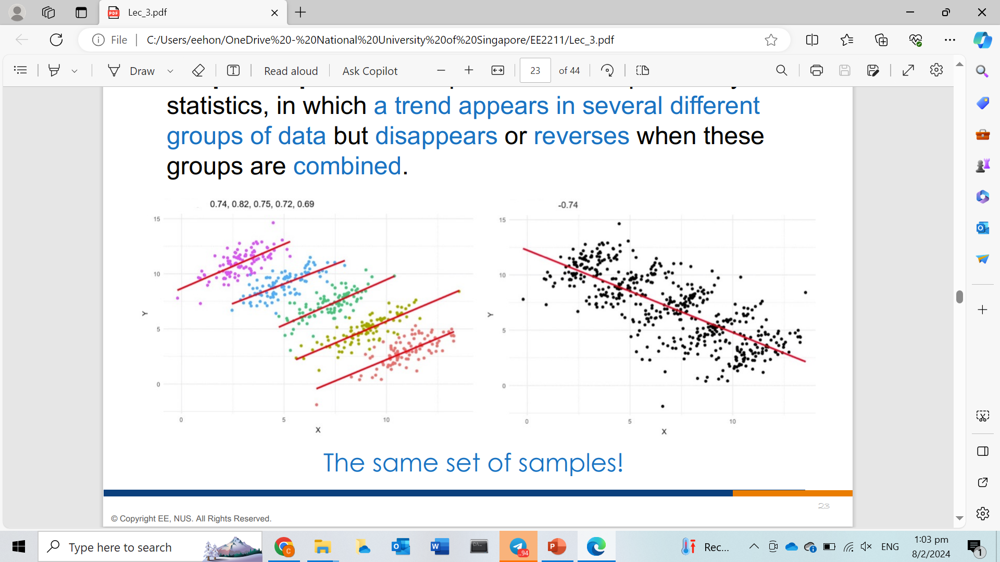 Lec_3.pdf
File
C:/Users/eehon/OneDrive%20-%20National%20University%20of%20Singapore/EE2211/Lec_3.pdf
Draw
Read aloud
Ask Copilot
23
of 44
statistics, in which a trend appears in several different
groups of data but disappears or reverses when these
groups are combined.
0.74, 0.82, 0.75, 0.72, 0.69
15
10
5
0
Y
0
5
10
X
-0.74
15
10
5
0
Y
0
5
10
X
The same set of samples!
23
© Copyright EE, NUS. All Rights Reserved.
Type here to search
94
Rec...
ENG
1:03 pm
8/2/2024
1